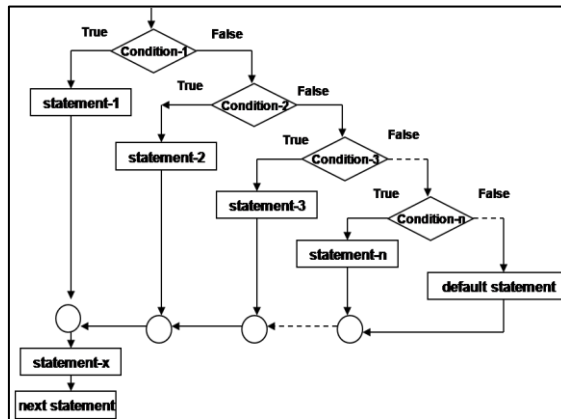 True
False
Condition-1
True
False
statement-1
Condition-2
True
False
statement-2
Condition-3
True
False
statement-3
Condition-n
statement-n
default statement
statement-x
next statement